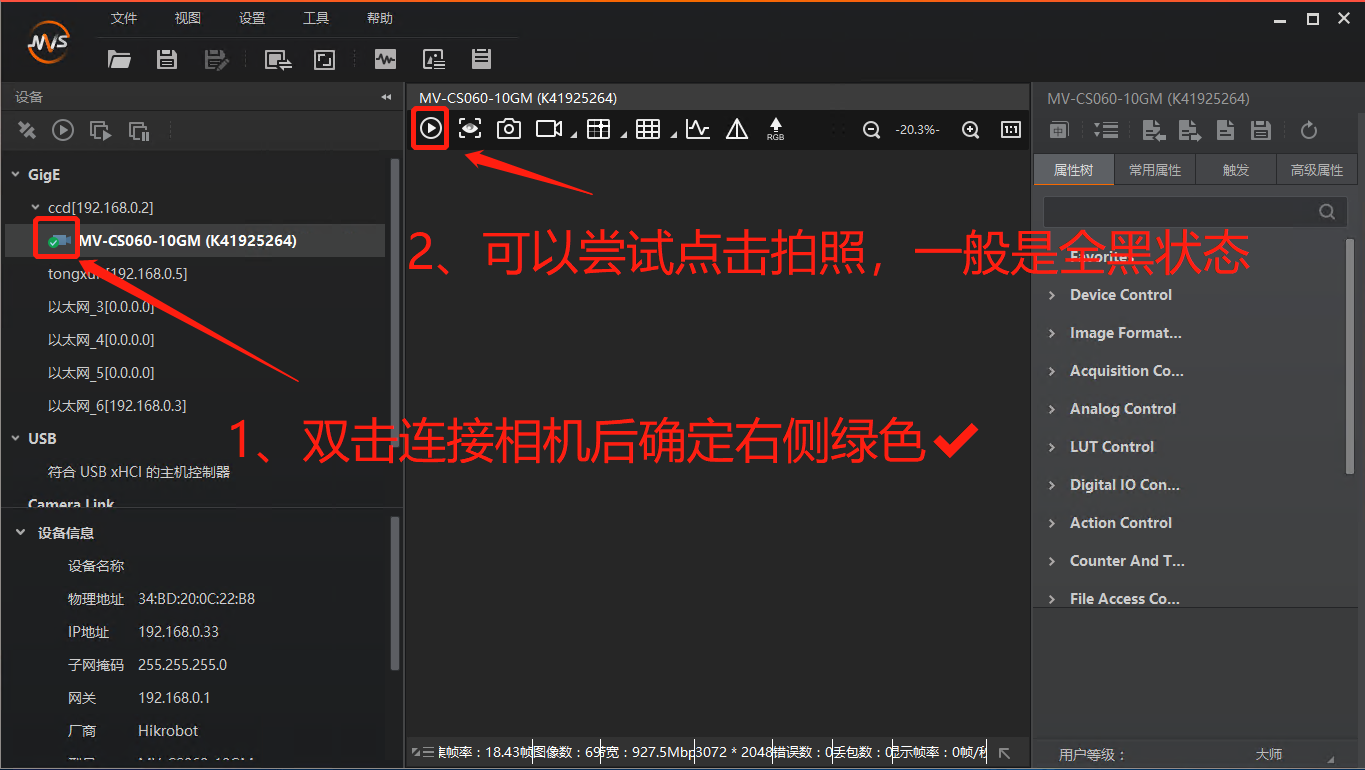 MVS
文件 视图 设置 工具 帮助
设备
MV-CS060-10GM (K41925264)
MV-CS060-10GM (K41925264)
RGB
-20.3%-
1:1
中
属性树 常用属性 触发 高级属性
GigE
ccd[192.168.0.2]
MV-CS060-10GM (K41925264)
[192.168.0.5]
以太网_3[0.0.0.0]
以太网_4[0.0.0.0]
以太网_5[0.0.0.0]
以太网_6[192.168.0.3]
USB
符合 USB xHCI 的主机控制器
Camera Link
2、可以尝试点击拍照，一般是全黑状态
1、双击连接相机后确定右侧绿色✔
Favorites
Device Control
Image Format...
Acquisition Co...
Analog Control
LUT Control
Digital IO Con...
Action Control
Counter And T...
File Access Co...
设备信息
设备名称
物理地址 34:BD:20:0C:22:B8
IP地址 192.168.0.33
子网掩码 255.255.255.0
网关 192.168.0.1
厂商 Hikrobot
帧率：18.43帧 图像数：69 带宽：927.5Mbp 3072 * 2048 错误数：0 丢包数：0 显示帧率：0帧/秒
用户等级： 大师